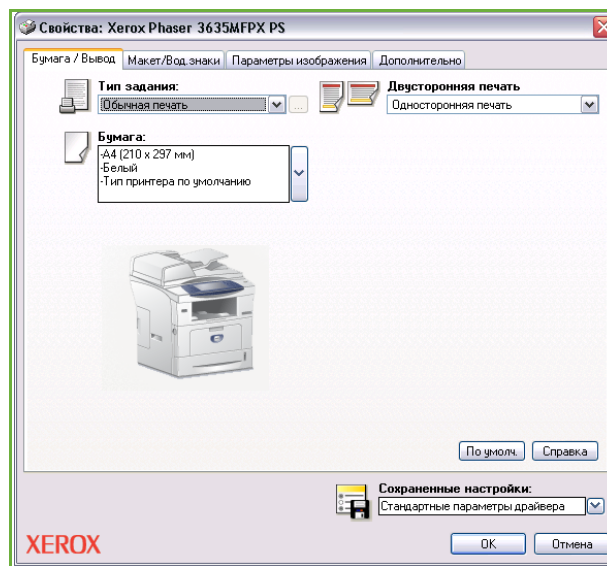 Свойства: Xerox Phaser 3635MFPX PS
Бумага / Вывод Макет/Вод.знаки Параметры изображения Дополнительно
Тип задания:
Обычная печать
...
Двусторонняя печать
Односторонняя печать
Бумага:
-A4 (210 x 297 мм)
-Белый
-Тип принтера по умолчанию
По умолч. Справка
Сохраненные настройки:
Стандартные параметры драйвера
XEROX
OK Отмена